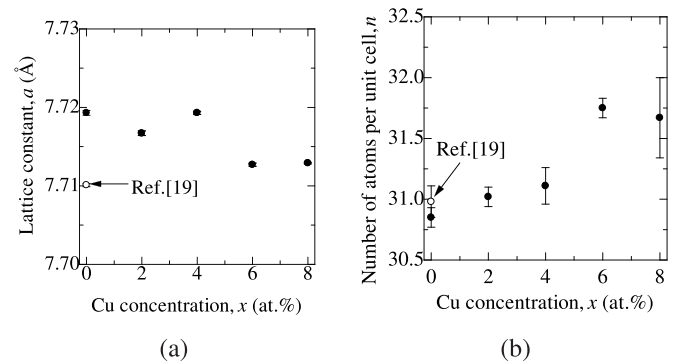 7.73
7.72
7.71
7.70
Lattice constant, a (Å)
Ref.[19]
0 2 4 6 8
Cu concentration, x (at.%)
(a)
32.5
32.0
31.5
31.0
30.5
Number of atoms per unit cell, n
Ref.[19]
0 2 4 6 8
Cu concentration, x (at.%)
(b)